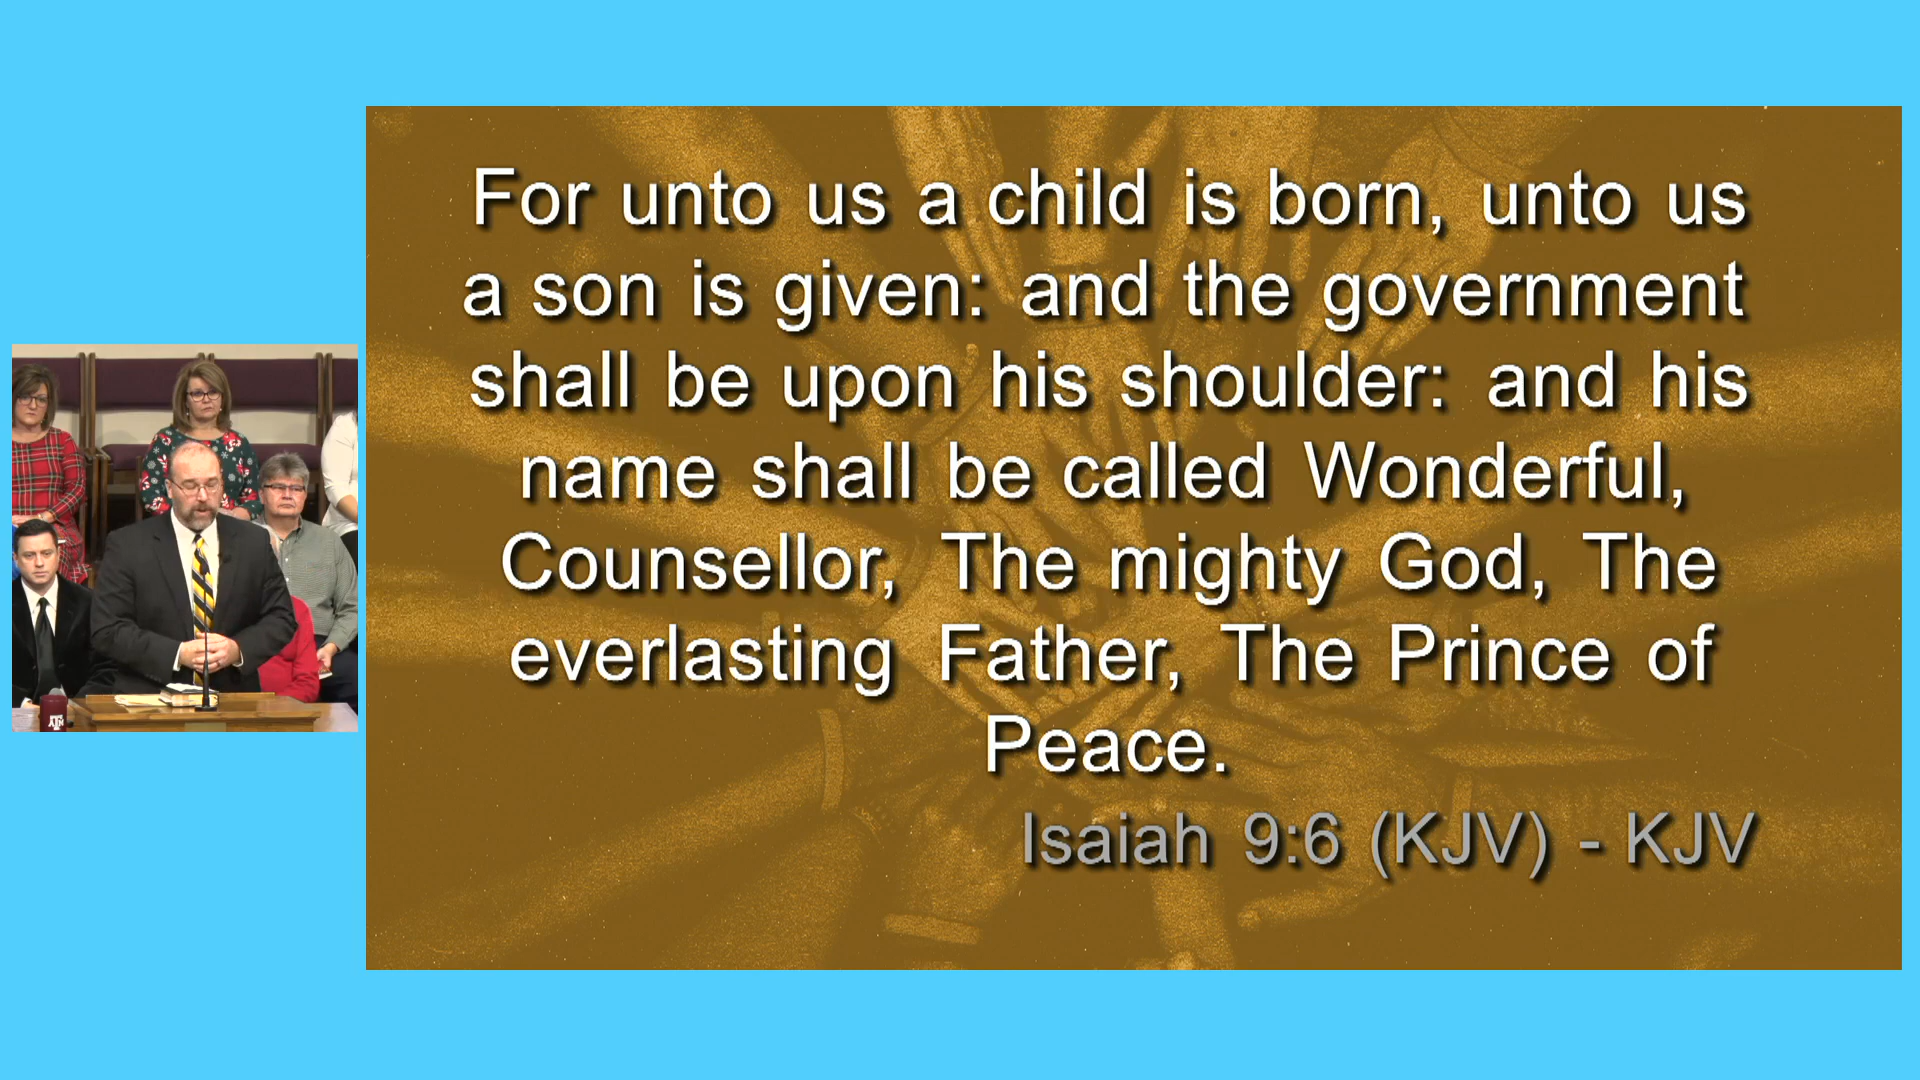 For unto us a child is born, unto us
a son is given: and the government
shall be upon his shoulder: and his
name shall be called Wonderful,
Counsellor, The mighty God, The
everlasting Father, The Prince of
Peace.
Isaiah 9:6 (KJV) - KJV